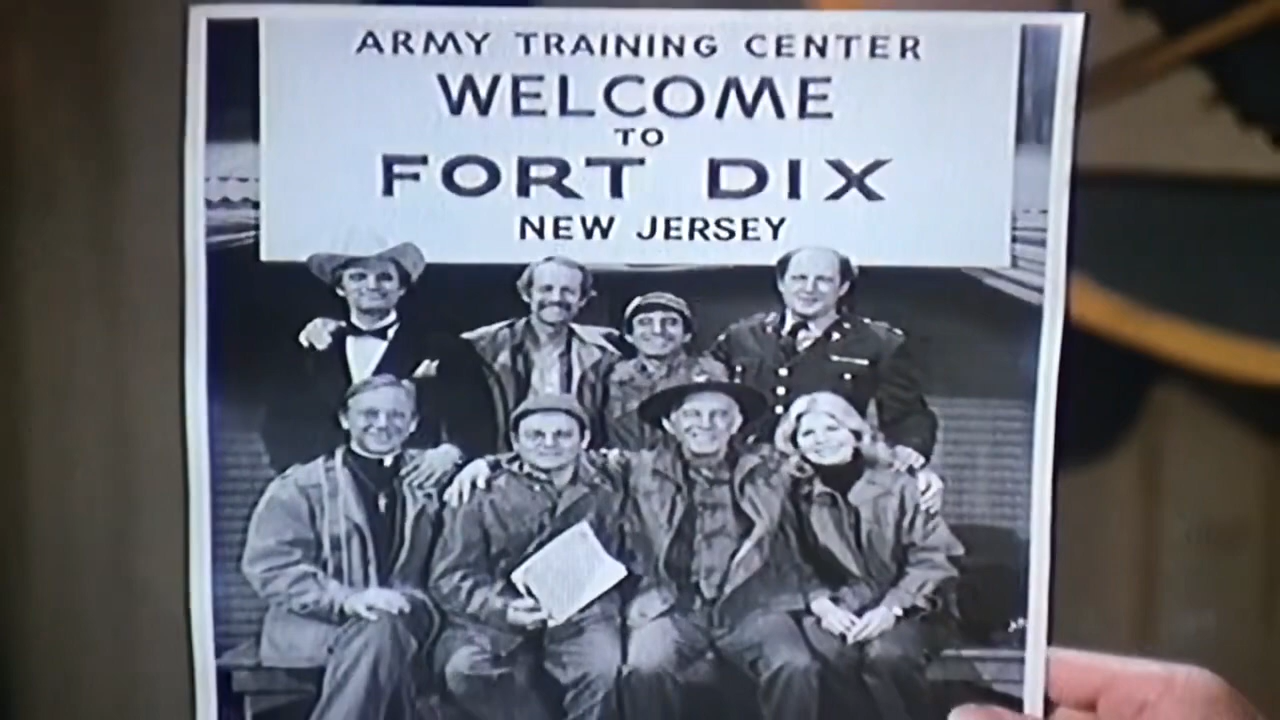 ARMY TRAINING CENTER
WELCOME
TO
FORT DIX
NEW JERSEY